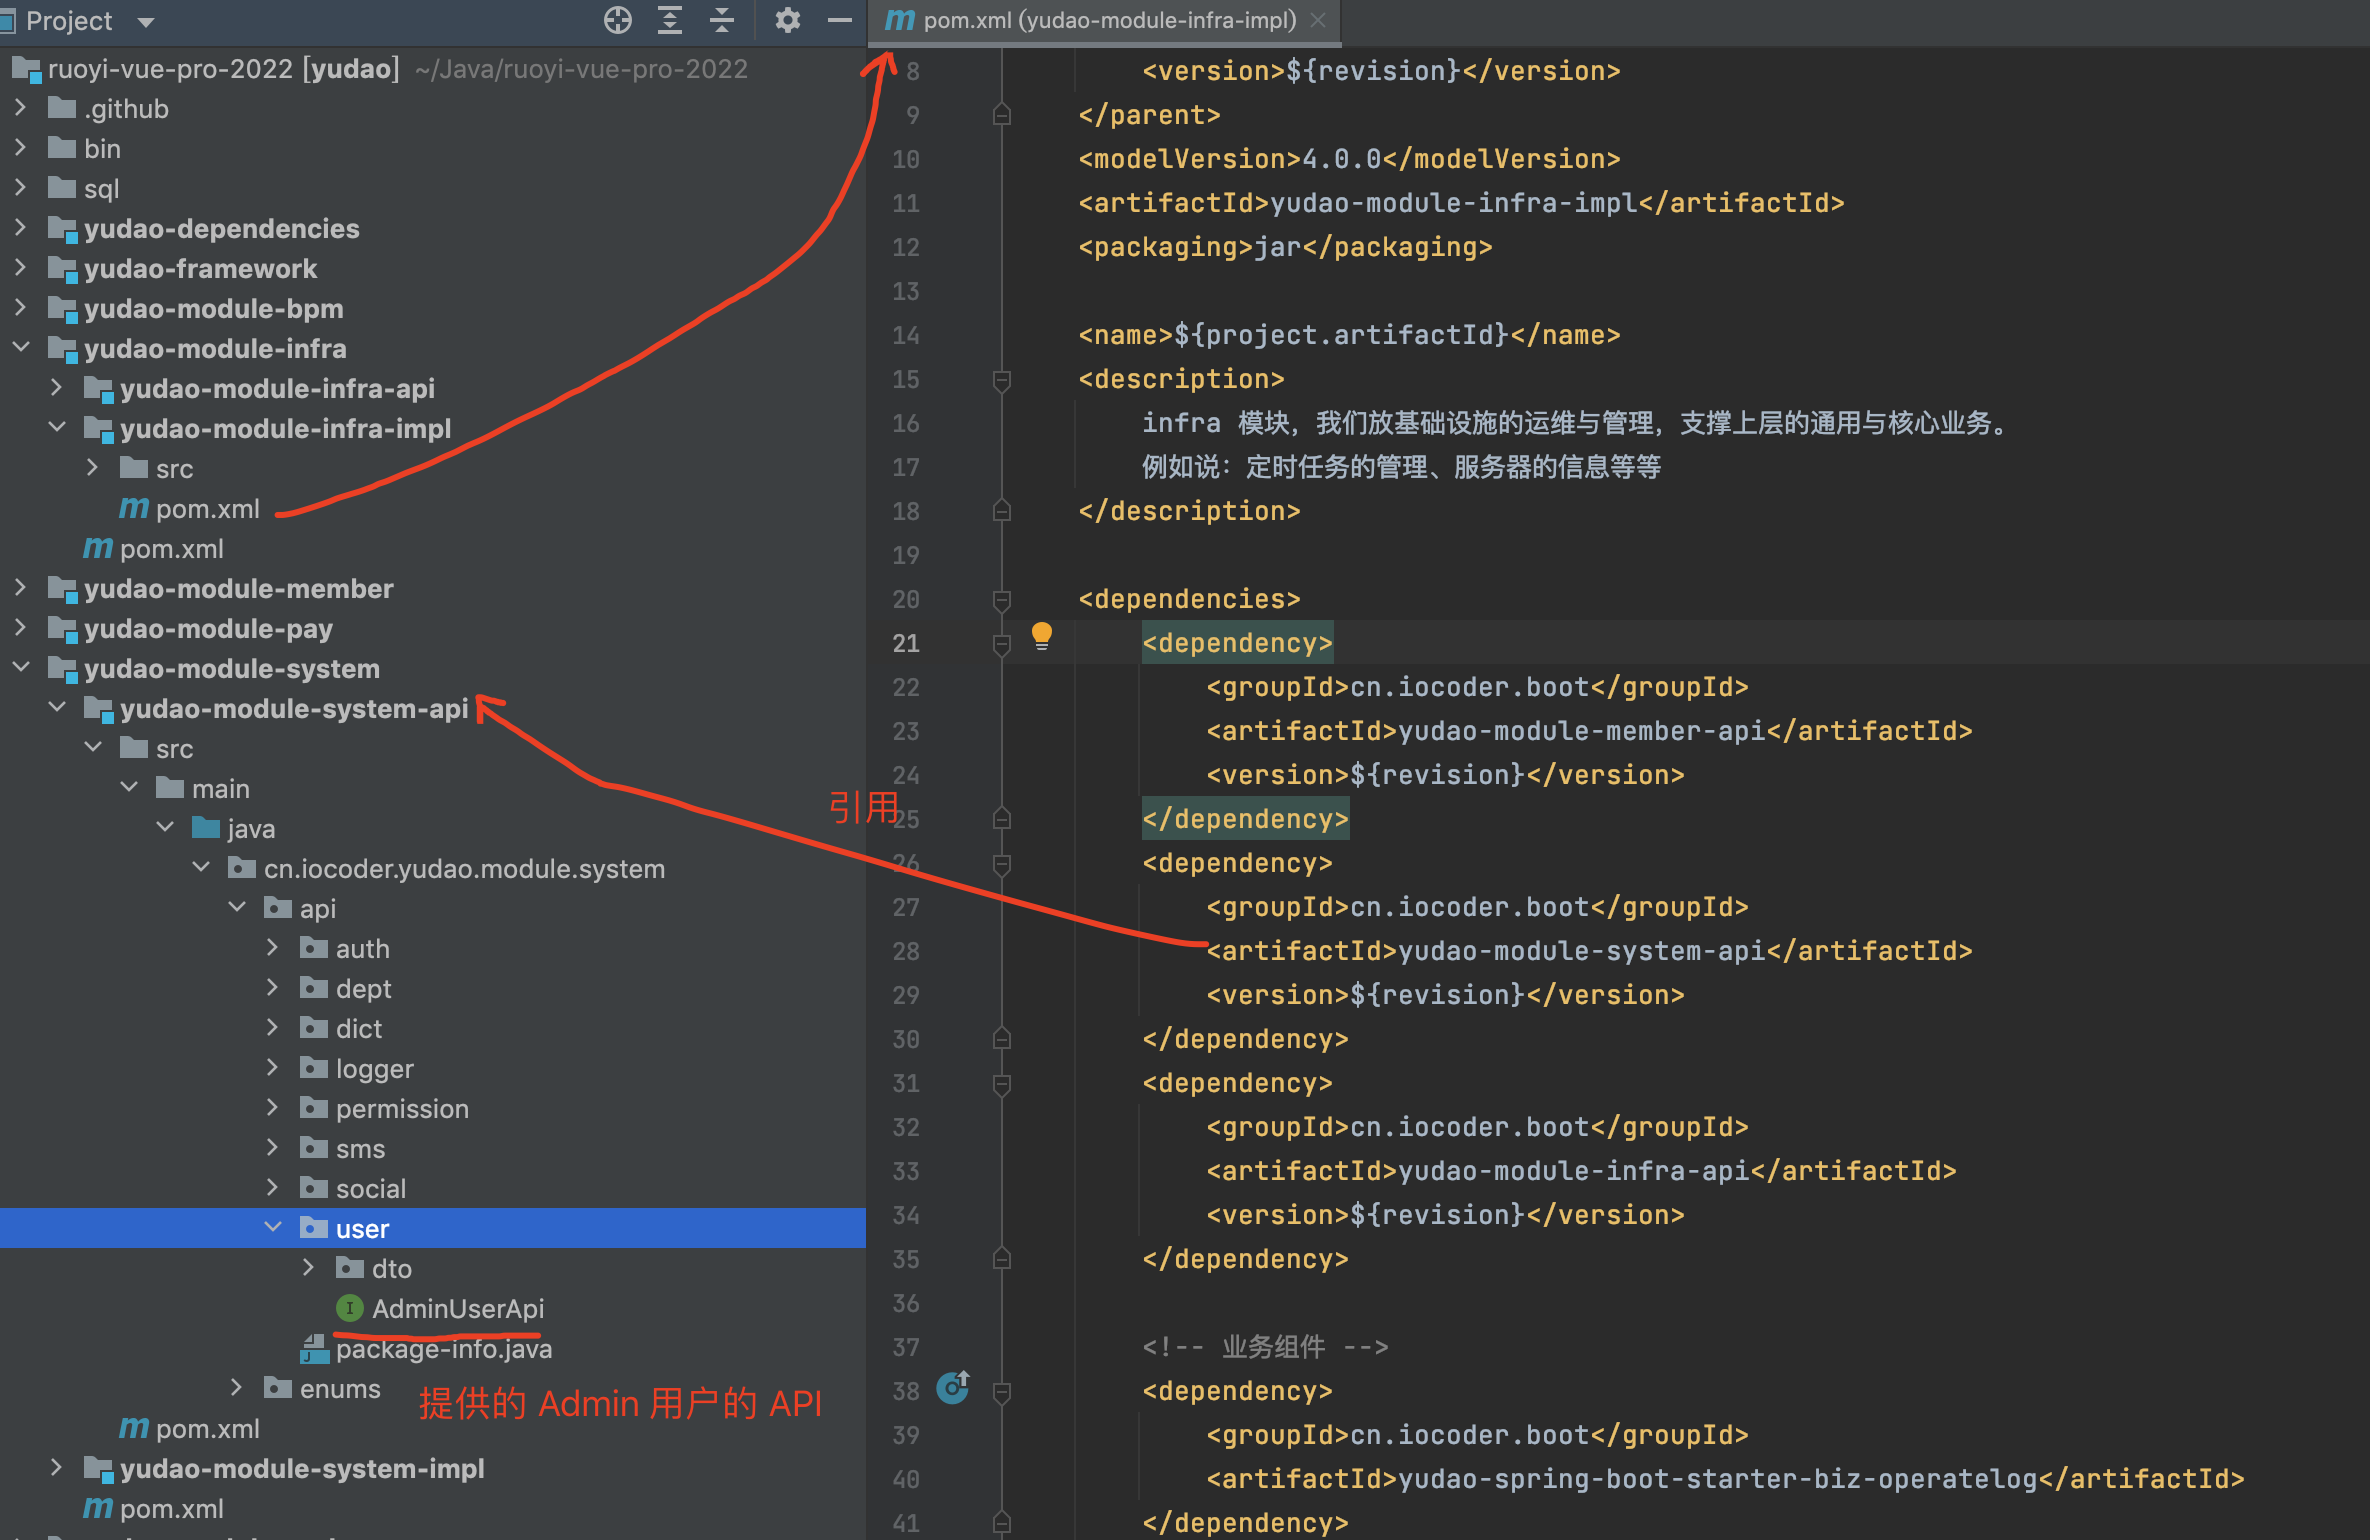 Project
ruoyi-vue-pro-2022 [yudao] ~/Java/ruoyi-vue-pro-2022
.github
bin
sql
yudao-dependencies
yudao-framework
yudao-module-bpm
yudao-module-infra
yudao-module-infra-api
yudao-module-infra-impl
src
pom.xml
pom.xml
yudao-module-member
yudao-module-pay
yudao-module-system
yudao-module-system-api
src
main
java
cn.iocoder.yudao.module.system
api
auth
dept
dict
logger
permission
sms
social
user
dto
AdminUserApi
package-info.java
enums
提供的 Admin 用户的 API
pom.xml
yudao-module-system-impl
pom.xml
引用
pom.xml (yudao-module-infra-impl)
8 <version>${revision}</version>
9 </parent>
10 <modelVersion>4.0.0</modelVersion>
11 <artifactId>yudao-module-infra-impl</artifactId>
12 <packaging>jar</packaging>
13
14 <name>${project.artifactId}</name>
15 <description>
16 infra 模块，我们放基础设施的运维与管理，支撑上层的通用与核心业务。
17 例如说：定时任务的管理、服务器的信息等等
18 </description>
19
20 <dependencies>
21 <dependency>
22 <groupId>cn.iocoder.boot</groupId>
23 <artifactId>yudao-module-member-api</artifactId>
24 <version>${revision}</version>
25 </dependency>
26 <dependency>
27 <groupId>cn.iocoder.boot</groupId>
28 <artifactId>yudao-module-system-api</artifactId>
29 <version>${revision}</version>
30 </dependency>
31 <dependency>
32 <groupId>cn.iocoder.boot</groupId>
33 <artifactId>yudao-module-infra-api</artifactId>
34 <version>${revision}</version>
35 </dependency>
36
37 <!-- 业务组件 -->
38 <dependency>
39 <groupId>cn.iocoder.boot</groupId>
40 <artifactId>yudao-spring-boot-starter-biz-operatelog</artifactId>
41 </dependency>